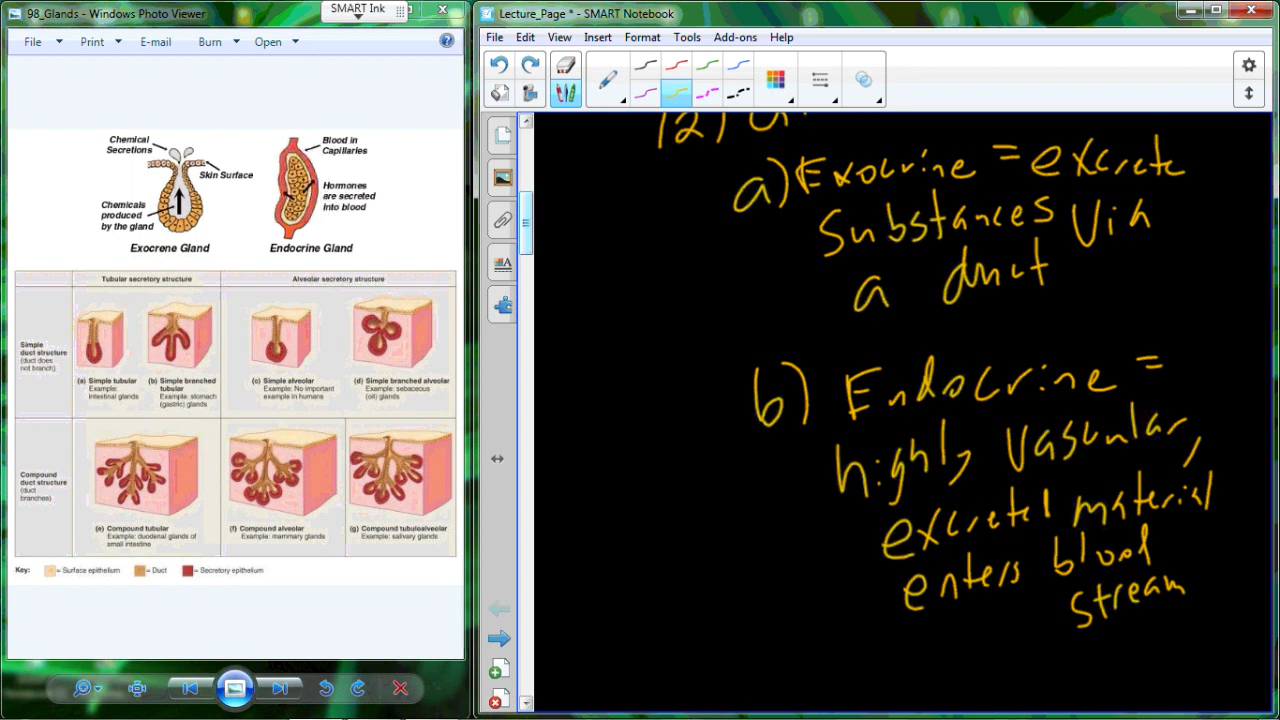 98_Glands - Windows Photo Viewer
SMART Ink
File Print E-mail Burn Open
Chemical
Secretions
Skin Surface
Chemicals
produced
by the gland
Exocrene Gland
Blood in
Capillaries
Hormones
are secreted
into blood
Endocrine Gland
Tubular secretory structure
Alveolar secretory structure
Simple
duct structure
(duct does
not branch)
(a) Simple tubular
Example:
intestinal glands
(b) Simple branched
tubular
Example: stomach
(gastric) glands
(c) Simple alveolar
Example: No important
example in humans
(d) Simple branched alveolar
Example: sebaceous
(oil) glands
Compound
duct structure
(duct
branches)
(e) Compound tubular
Example: duodenal glands of
small intestine
(f) Compound alveolar
Example: mammary glands
(g) Compound tubuloalveolar
Example: salivary glands
Key: = Surface epithelium = Duct = Secretory epithelium
Lecture_Page * - SMART Notebook
File Edit View Insert Format Tools Add-ons Help
12)
a) Exocrine = excrete
substances via
a duct
b) Endocrine =
highly vascular,
excreted material
enters blood
stream